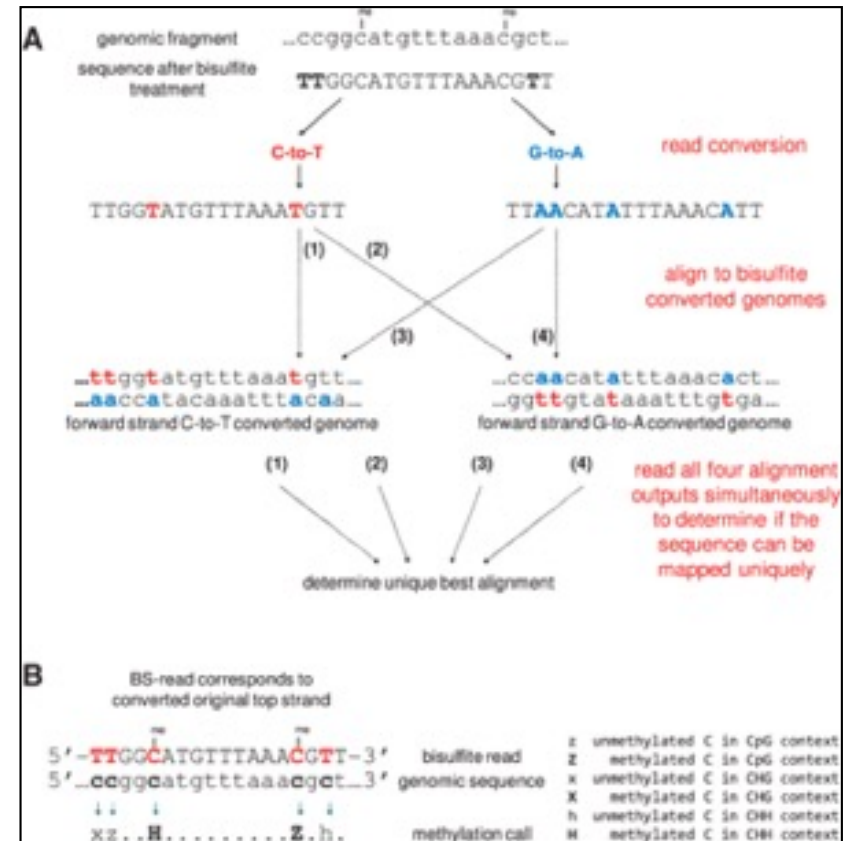 A
me me
genomic fragment …ccggcatgtttaaacgct…
sequence after bisulfite
treatment
TTGGCATGTTTAAACGTT
C-to-T G-to-A read conversion
TTGGTATGTTTAAATGTT TTAACATATTTAAACATT
(1) (2)
align to bisulfite
converted genomes
(3) (4)
…ttggtatgtttaaatgtt… …ccaacatatttaaacact…
…aaccatacaaatttacaa… …ggttgtataaatttgtga…
forward strand C-to-T converted genome forward strand G-to-A converted genome
(1) (2) (3) (4)
read all four alignment
outputs simultaneously
to determine if the
sequence can be
mapped uniquely
determine unique best alignment
B
BS-read corresponds to
converted original top strand
me me
5'-TTGGCATGTTTAAACGTT-3' bisulfite read
5'…ccggcatgtttaaacgct…3' genomic sequence
xz..H.........Z.h. methylation call
z unmethylated C in CpG context
Z methylated C in CpG context
x unmethylated C in CHG context
X methylated C in CHG context
h unmethylated C in CHH context
H methylated C in CHH context